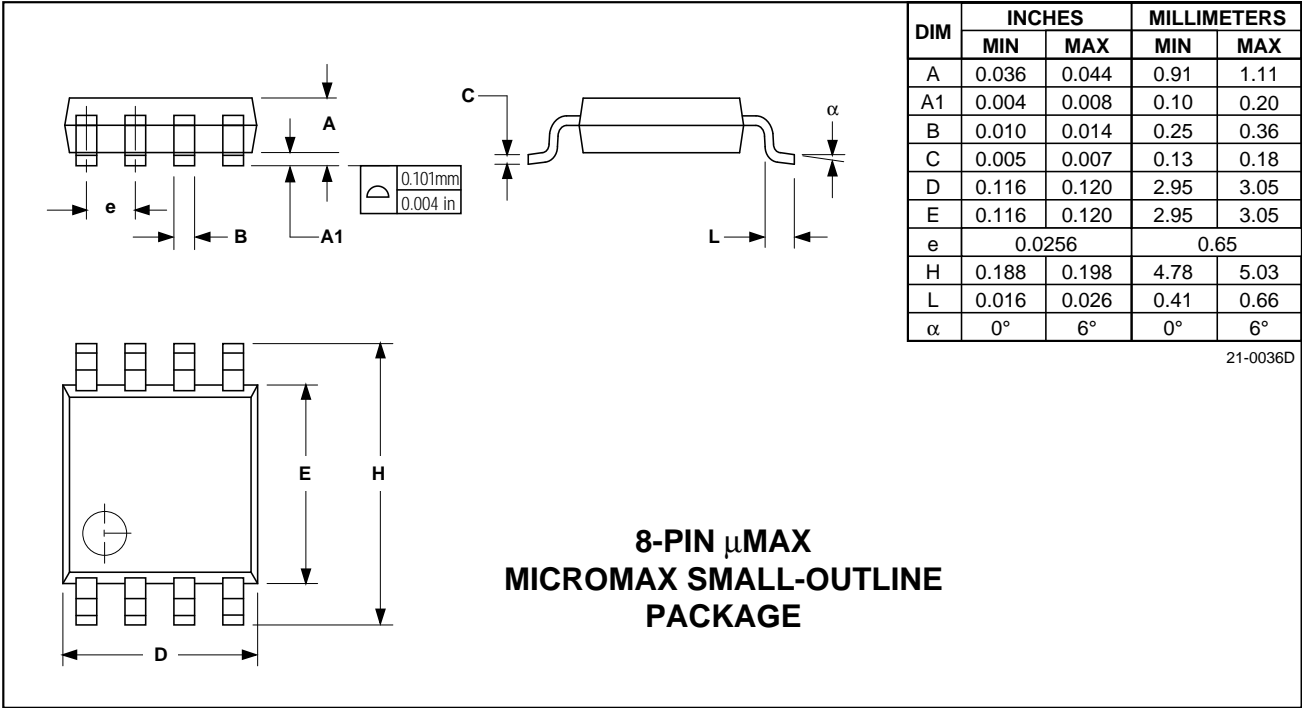 DIM INCHES MILLIMETERS
MIN MAX MIN MAX
A 0.036 0.044 0.91 1.11
A1 0.004 0.008 0.10 0.20
B 0.010 0.014 0.25 0.36
C 0.005 0.007 0.13 0.18
D 0.116 0.120 2.95 3.05
E 0.116 0.120 2.95 3.05
e 0.0256 0.65
H 0.188 0.198 4.78 5.03
L 0.016 0.026 0.41 0.66
α 0° 6° 0° 6°
21-0036D
A
C
α
0.101mm
0.004 in
e
B
A1
L
E
H
D
8-PIN µMAX
MICROMAX SMALL-OUTLINE
PACKAGE